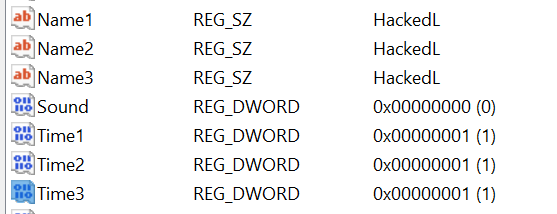 Name1 REG_SZ HackedL
Name2 REG_SZ HackedL
Name3 REG_SZ HackedL
Sound REG_DWORD 0x00000000 (0)
Time1 REG_DWORD 0x00000001 (1)
Time2 REG_DWORD 0x00000001 (1)
Time3 REG_DWORD 0x00000001 (1)